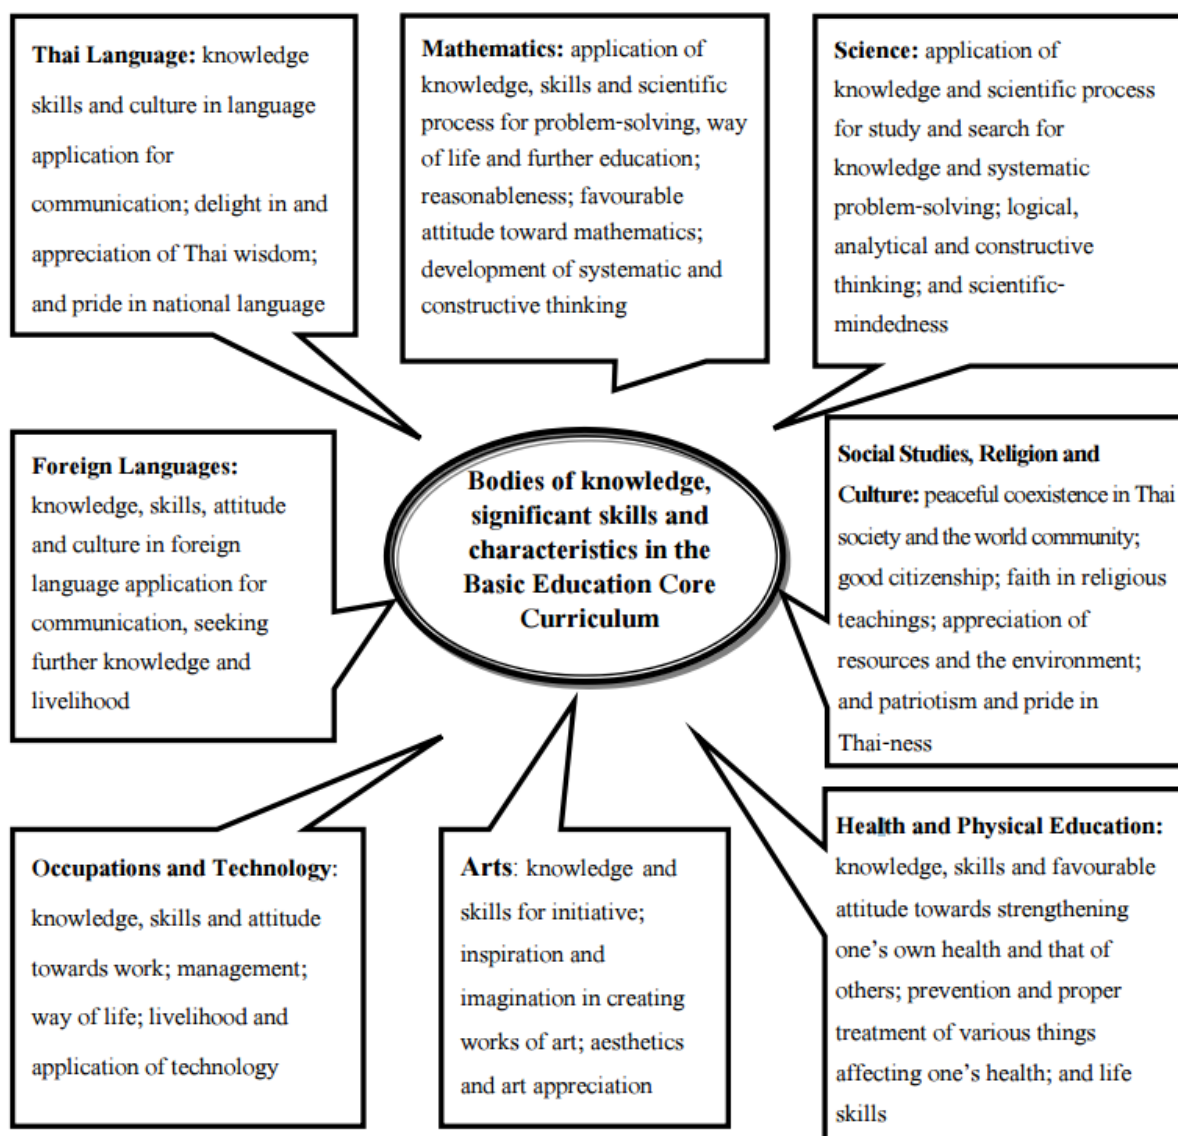 Thai Language: knowledge
skills and culture in language
application for
communication; delight in and
appreciation of Thai wisdom;
and pride in national language
Mathematics: application of
knowledge, skills and scientific
process for problem-solving, way
of life and further education;
reasonableness; favourable
attitude toward mathematics;
development of systematic and
constructive thinking
Science: application of
knowledge and scientific process
for study and search for
knowledge and systematic
problem-solving; logical,
analytical and constructive
thinking; and scientific-
mindedness
Foreign Languages:
knowledge, skills, attitude
and culture in foreign
language application for
communication, seeking
further knowledge and
livelihood
Bodies of knowledge,
significant skills and
characteristics in the
Basic Education Core
Curriculum
Social Studies, Religion and
Culture: peaceful coexistence in Thai
society and the world community;
good citizenship; faith in religious
teachings; appreciation of
resources and the environment;
and patriotism and pride in
Thai-ness
Occupations and Technology:
knowledge, skills and attitude
towards work; management;
way of life; livelihood and
application of technology
Arts: knowledge and
skills for initiative;
inspiration and
imagination in creating
works of art; aesthetics
and art appreciation
Health and Physical Education:
knowledge, skills and favourable
attitude towards strengthening
one's own health and that of
others; prevention and proper
treatment of various things
affecting one's health; and life
skills